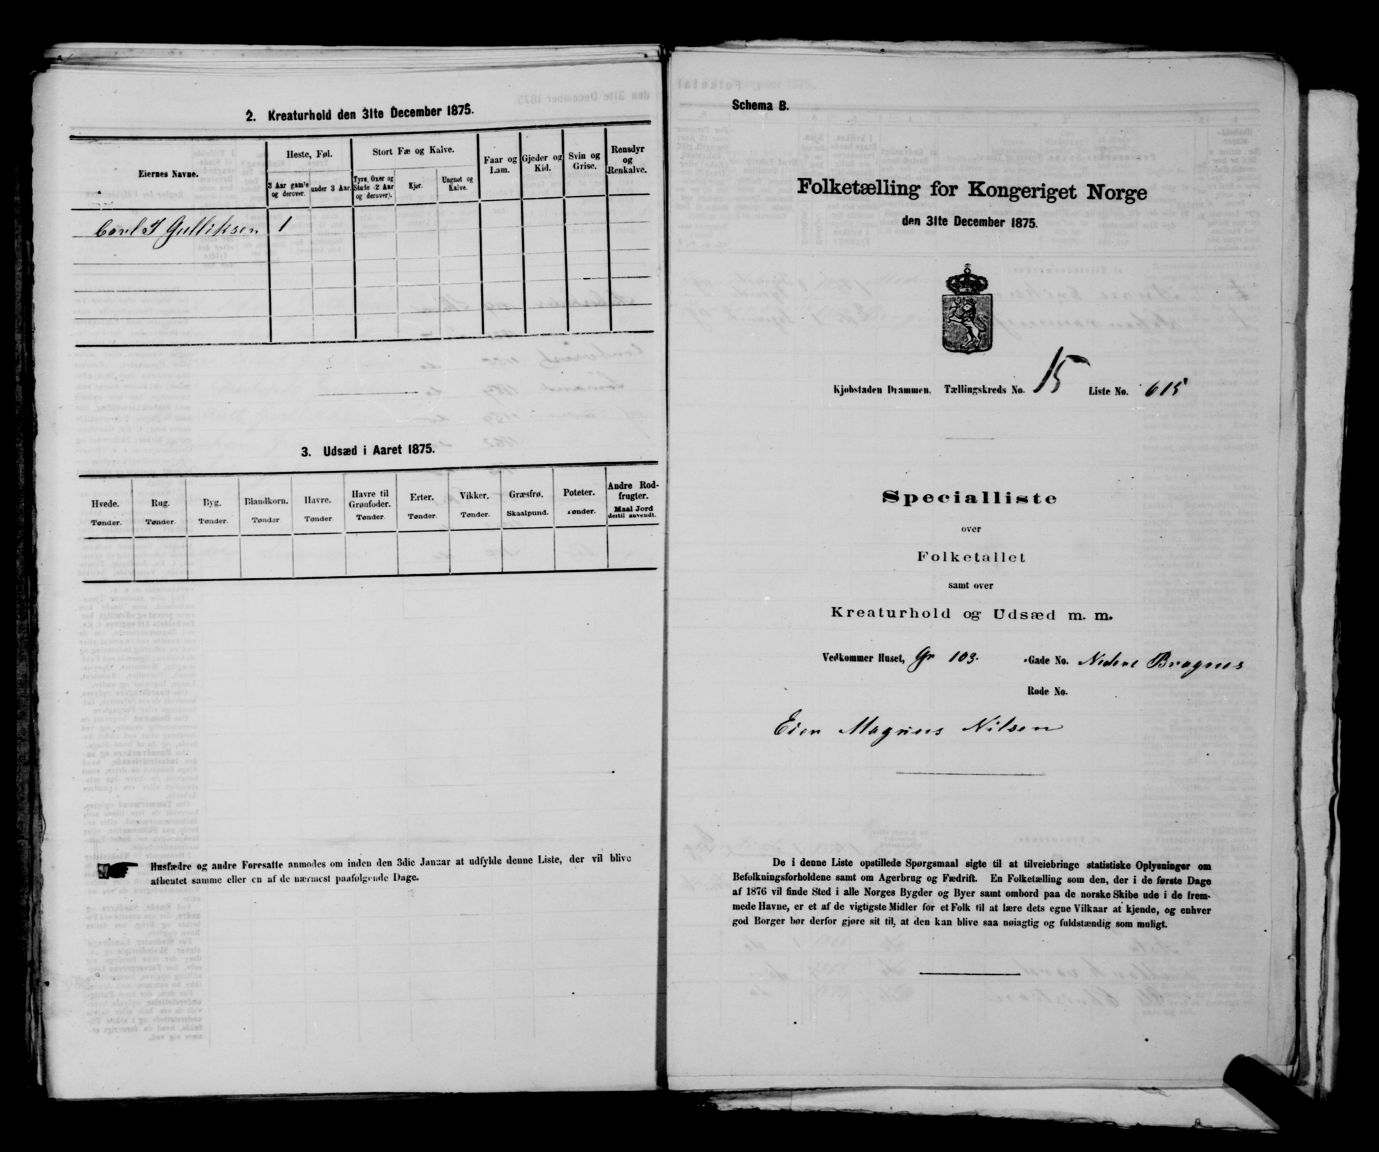 2. Kreaturhold den 31te December 1875.
Eiernes Navne.
Heste, Føl.
3 Aar gamle og derover.
under 3 Aar.
Stort Fæ og Kalve.
Tyre, Oxer og Stude (2 Aar og derover).
Kjør.
Ungnet og Kalve.
Faar og Lam.
Gjeder og Kid.
Svin og Grise.
Rensdyr og Renkalve.
Carl J Gulliksen 1
3. Udsæd i Aaret 1875.
Hvede. Rug. Byg. Blandkorn. Havre. Havre til Grønfoder. Erter. Vikker. Græsfrø. Poteter. Andre Rodfrugter.
Tønder. Tønder. Tønder. Tønder. Tønder. Tønder. Tønder. Tønder. Skaalpund. Tønder. Maal Jord dertil anvendt.
Husfædre og andre Foresatte anmodes om inden den 3die Januar at udfylde denne Liste, der vil blive
afhentet samme eller en af de nærmest paafølgende Dage.
Schema B.
Folketælling for Kongeriget Norge
den 31te December 1875.
Kjøbstaden Drammen. Tællingskreds No. 15 Liste No. 615
Specialliste
over
Folketallet
samt over
Kreaturhold og Udsæd m. m.
Vedkommer Huset, Gr 103. Gade No. Nedre Bragnes
Rode No.
Eier Magnus Nilsen
De i denne Liste opstillede Spørgsmaal sigte til at tilveiebringe statistiske Oplysninger om
Befolkningsforholdene samt om Agerbrug og Fædrift. En Folketælling som den, der i de første Dage
af 1876 vil finde Sted i alle Norges Bygder og Byer samt ombord paa de norske Skibe ude i de frem-
mede Havne, er et af de vigtigste Midler for et Folk til at lære dets egne Vilkaar at kjende, og enhver
god Borger bør derfor gjøre sit til, at den kan blive saa nøiagtig og fuldstændig som muligt.